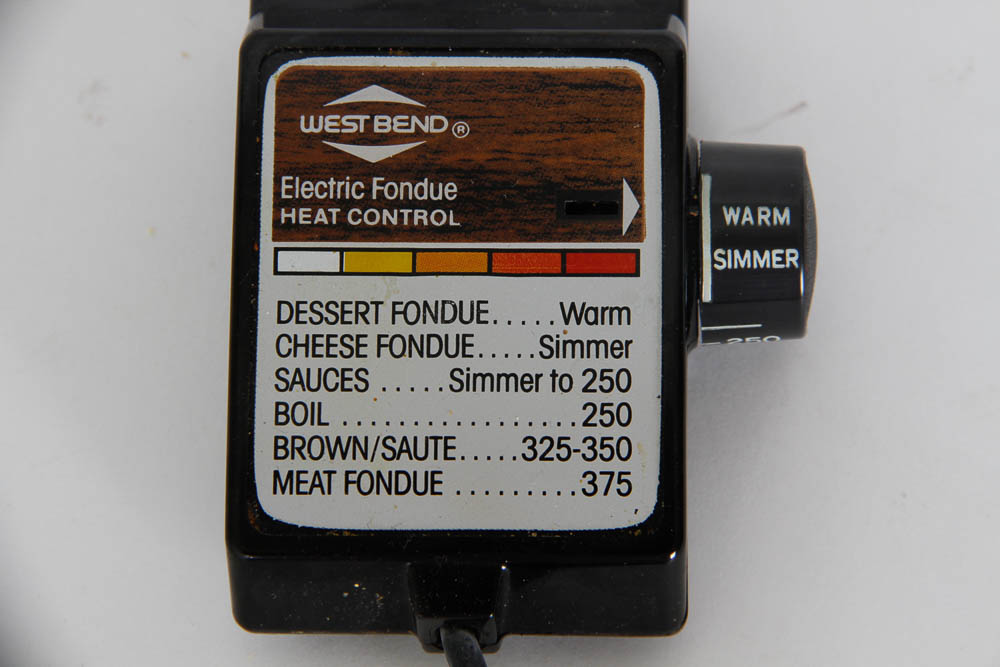 WEST BEND ®
Electric Fondue
HEAT CONTROL
WARM
SIMMER
250
DESSERT FONDUE.....Warm
CHEESE FONDUE.....Simmer
SAUCES .....Simmer to 250
BOIL ..................250
BROWN/SAUTE.....325-350
MEAT FONDUE .........375